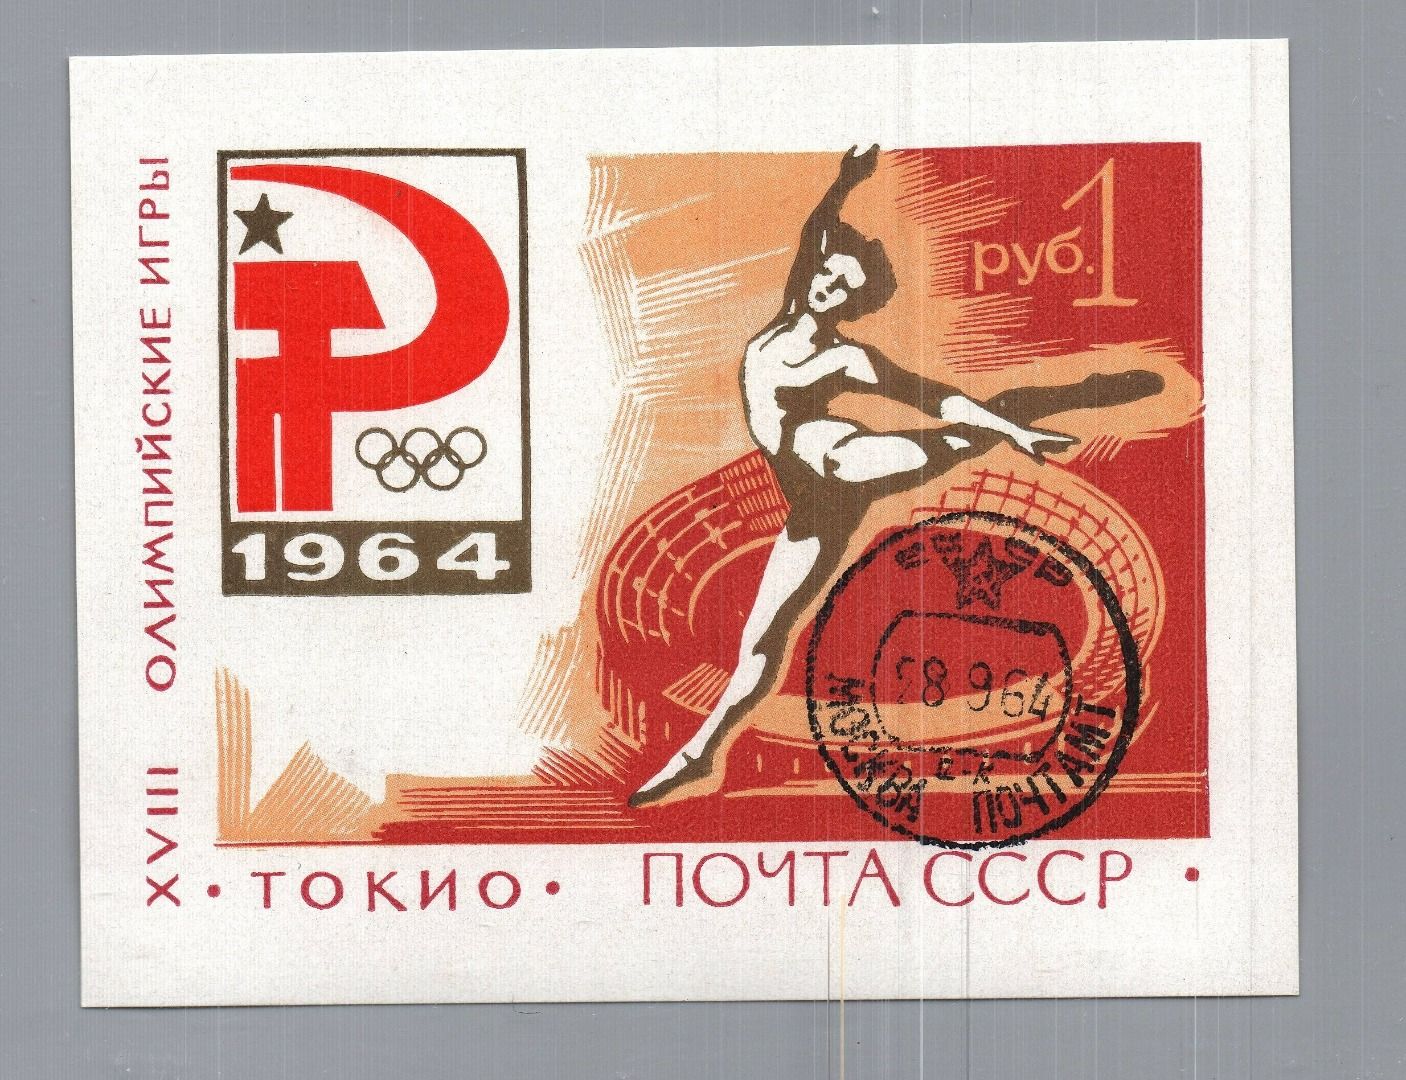 XVIII ОЛИМПИЙСКИЕ ИГРЫ
1964
руб. 1
СССР
28 9 64
Е-К
МОСКВА ПОЧТАМТ
• ТОКИО • ПОЧТА СССР •